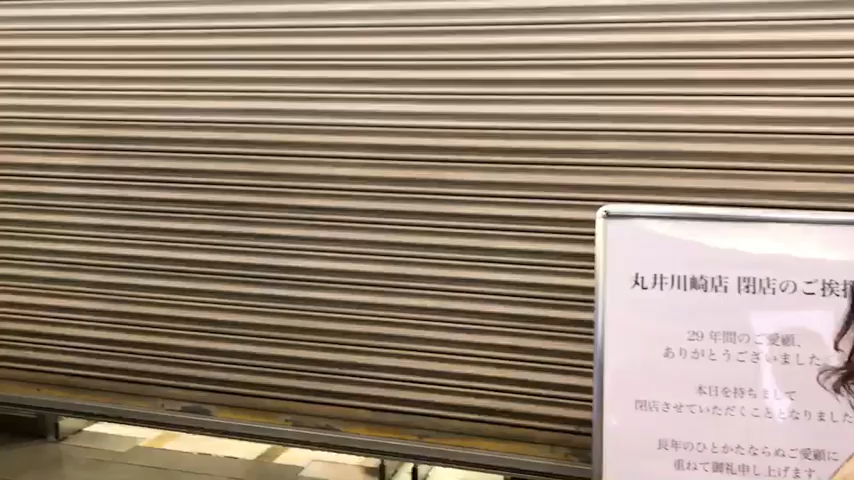 丸井川崎店 閉店のご挨拶
29 年間のご愛顧、
ありがとうございました。
本日を持ちまして
閉店させていただくこととなりました
長年のひとかたならぬご愛顧に
重ねて御礼申し上げます。